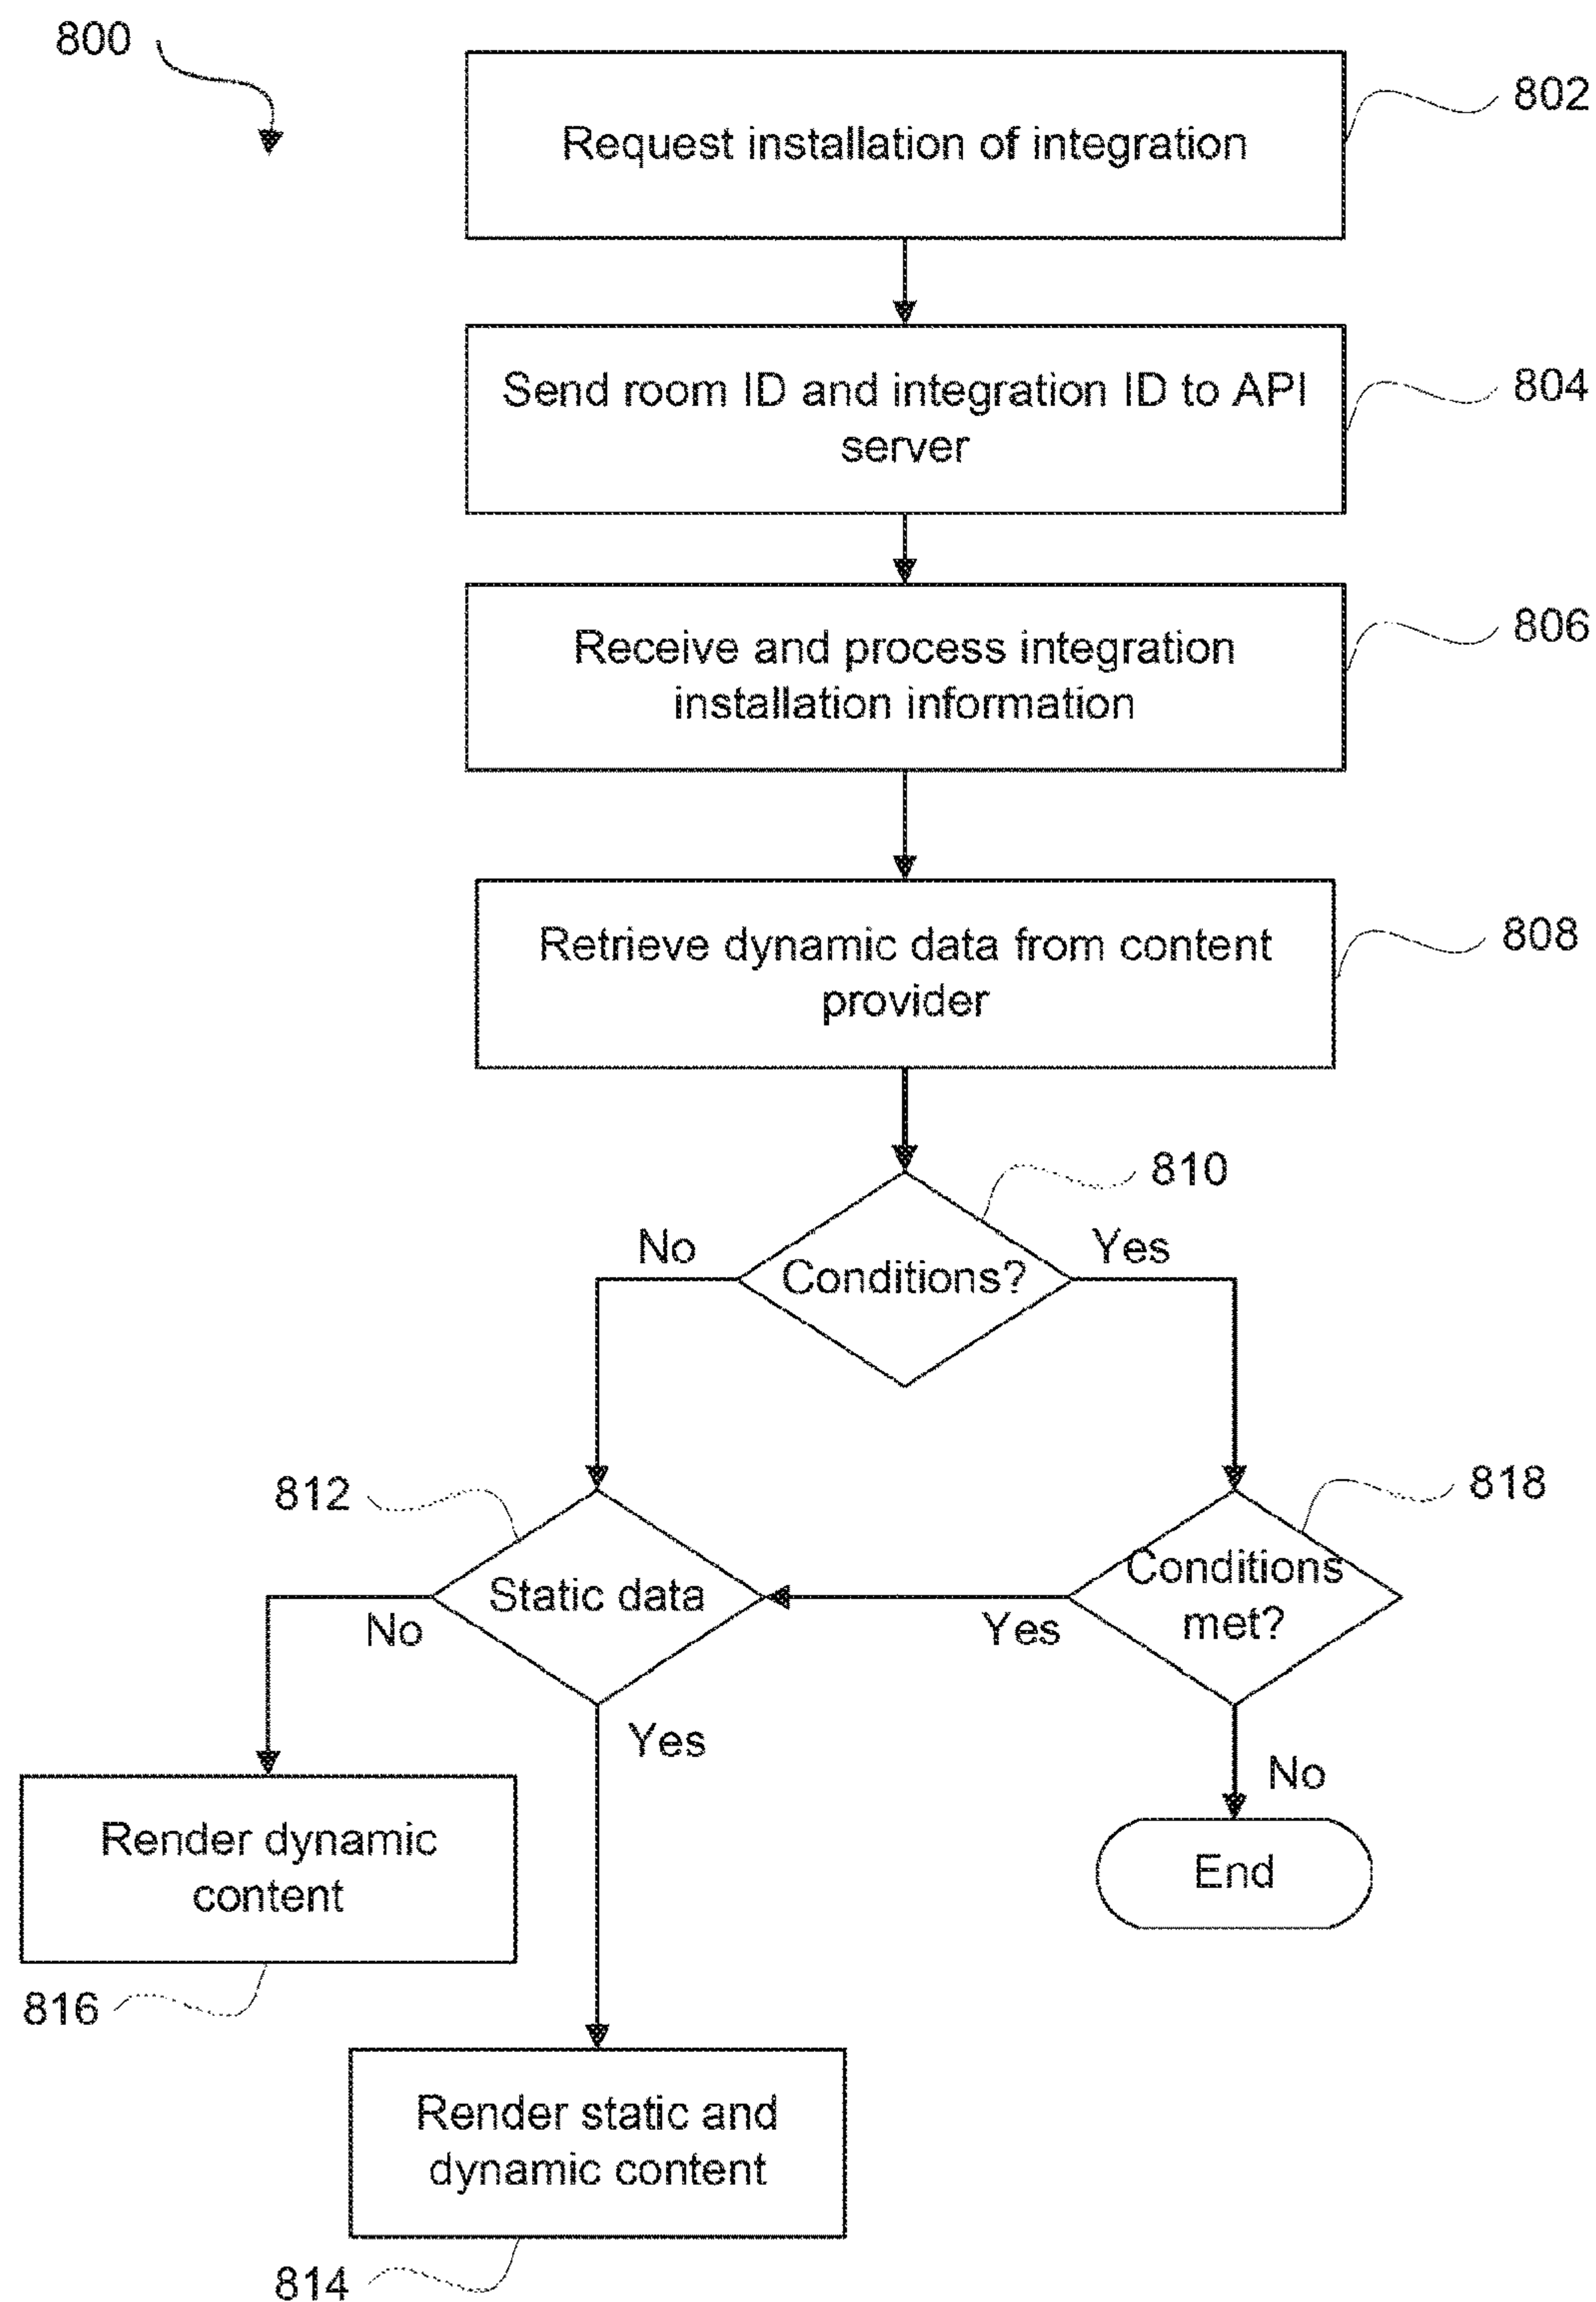 800
Request installation of integration
802
Send room ID and integration ID to API
server
804
Receive and process integration
installation information
806
Retrieve dynamic data from content
provider
808
810
No
Conditions?
Yes
812
818
Static data
Conditions
met?
No
Yes
Yes
No
Render dynamic
content
End
816
Render static and
dynamic content
814